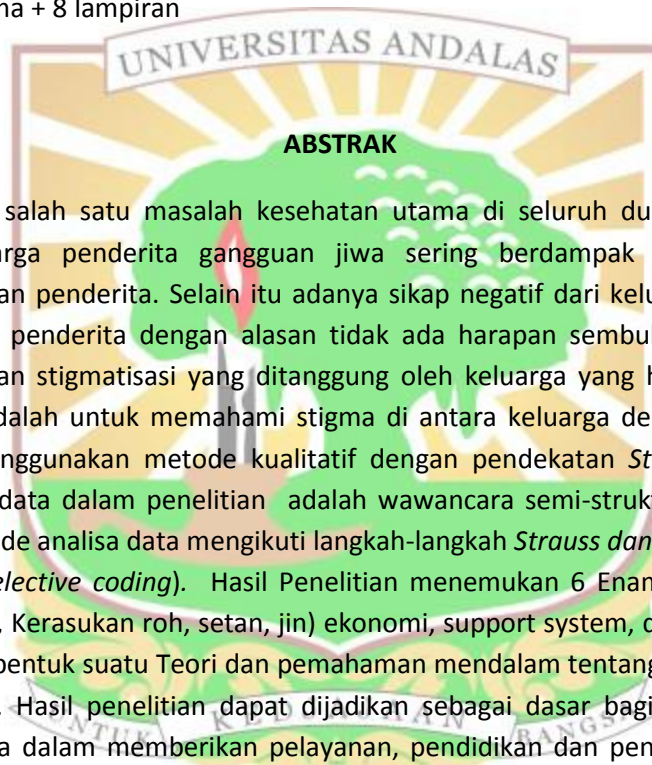 na + 8 lampiran
UNIVERSITAS ANDALAS
ABSTRAK
salah satu masalah kesehatan utama di seluruh du
arga penderita gangguan jiwa sering berdampak
an penderita. Selain itu adanya sikap negatif dari kelu
penderita dengan alasan tidak ada harapan sembul
an stigmatisasi yang ditanggung oleh keluarga yang h
dalah untuk memahami stigma di antara keluarga de
nggunakan metode kualitatif dengan pendekatan St
data dalam penelitian adalah wawancara semi-strukt
de analisa data mengikuti langkah-langkah Strauss dan
elective coding). Hasil Penelitian menemukan 6 Enam
, Kerasukan roh, setan, jin) ekonomi, support system, d
bentuk suatu Teori dan pemahaman mendalam tentang
. Hasil penelitian dapat dijadikan sebagai dasar bagi
UNTUK KEDJAJAAN BANGSA
a dalam memberikan pelayanan, pendidikan dan pen